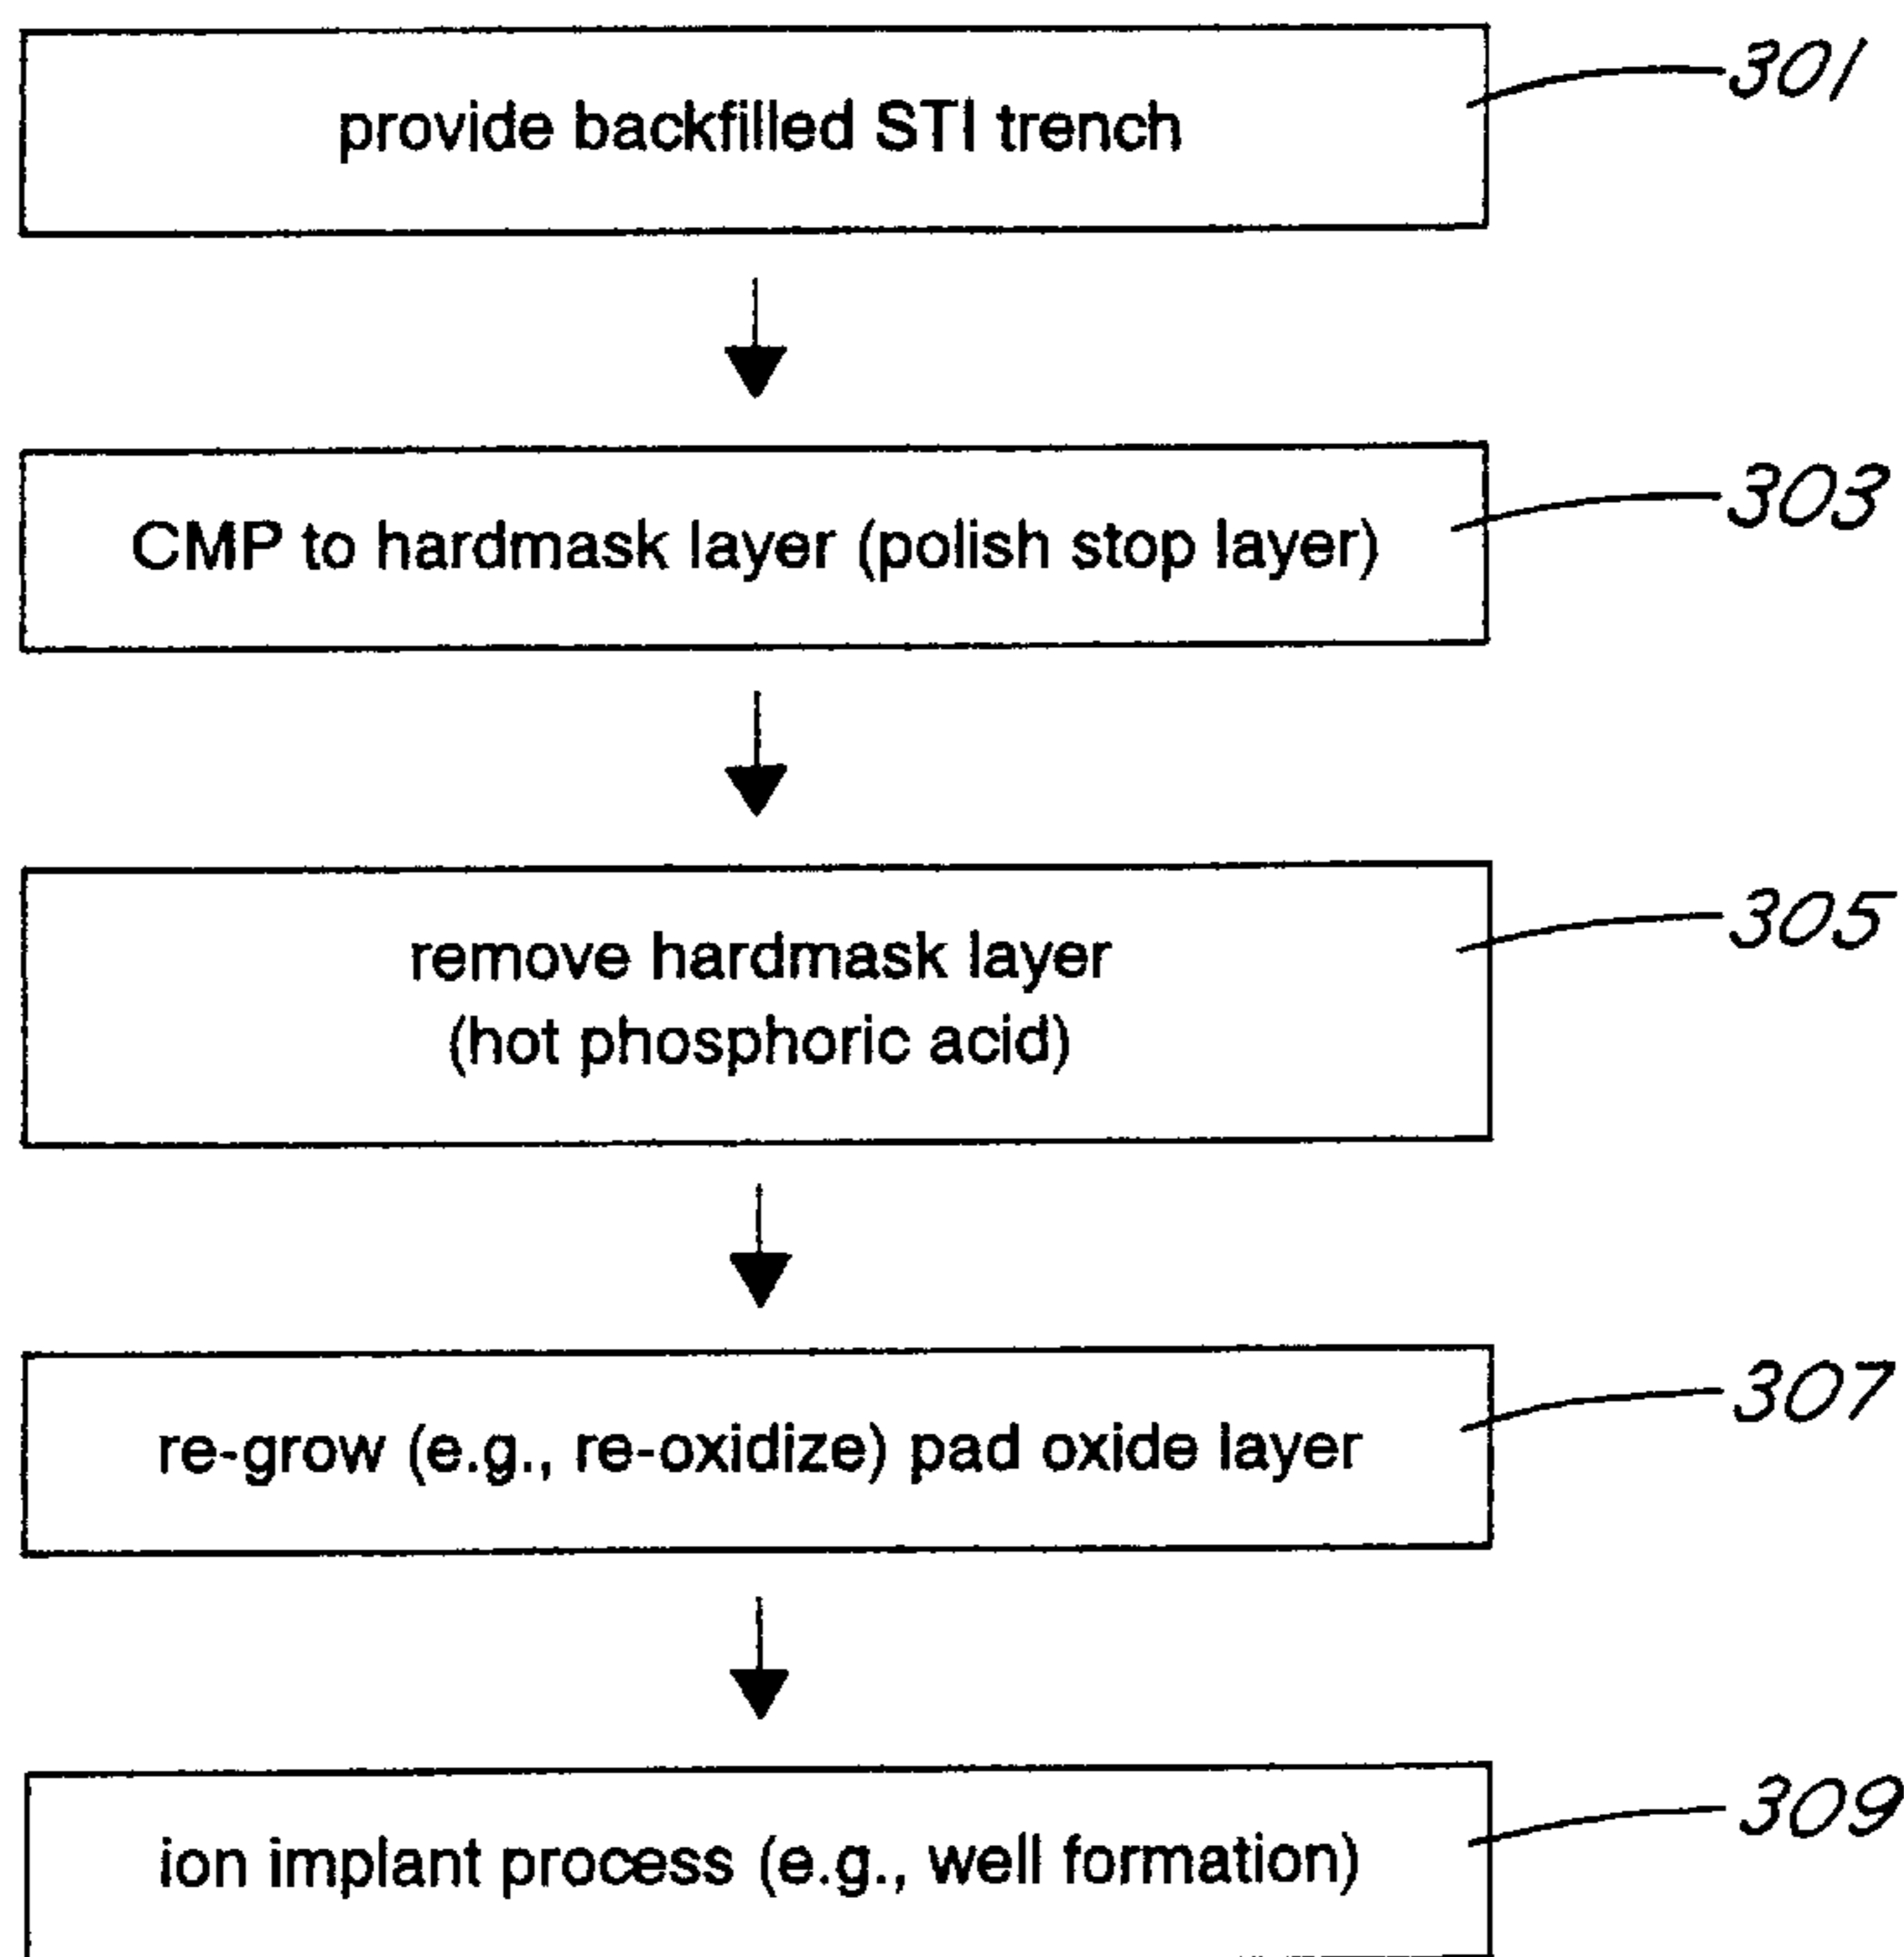 provide backfilled STI trench
301
CMP to hardmask layer (polish stop layer)
303
remove hardmask layer
(hot phosphoric acid)
305
re-grow (e.g., re-oxidize) pad oxide layer
307
ion implant process (e.g., well formation)
309